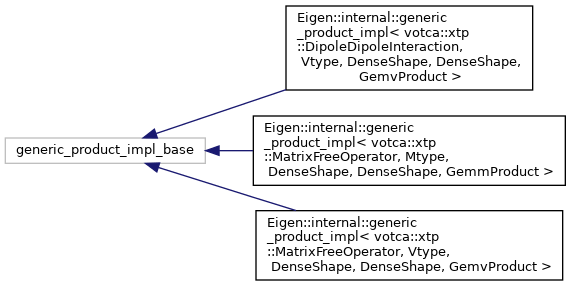 Eigen::internal::generic
_product_impl< votca::xtp
::DipoleDipoleInteraction,
Vtype, DenseShape, DenseShape,
GemvProduct >
generic_product_impl_base
Eigen::internal::generic
_product_impl< votca::xtp
::MatrixFreeOperator, Mtype,
DenseShape, DenseShape, GemmProduct >
Eigen::internal::generic
_product_impl< votca::xtp
::MatrixFreeOperator, Vtype,
DenseShape, DenseShape, GemvProduct >